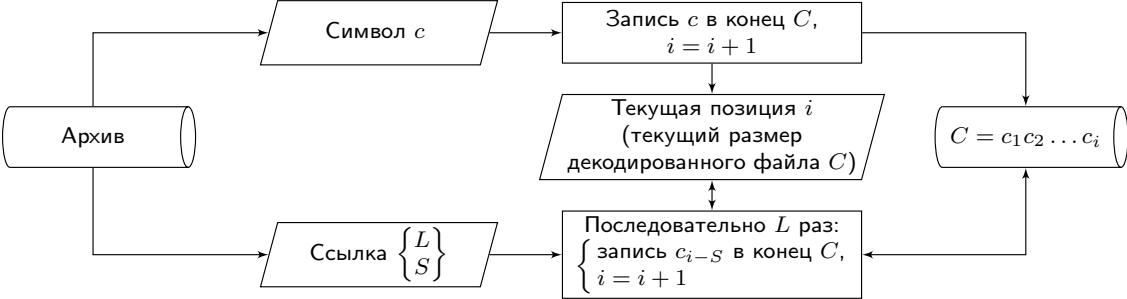 Архив
Символ c
Запись c в конец C,
i = i + 1
Текущая позиция i
(текущий размер
декодированного файла C)
C = c₁c₂ … cᵢ
Ссылка {L
S}
Последовательно L раз:
{ запись cᵢ₋S в конец C,
i = i + 1